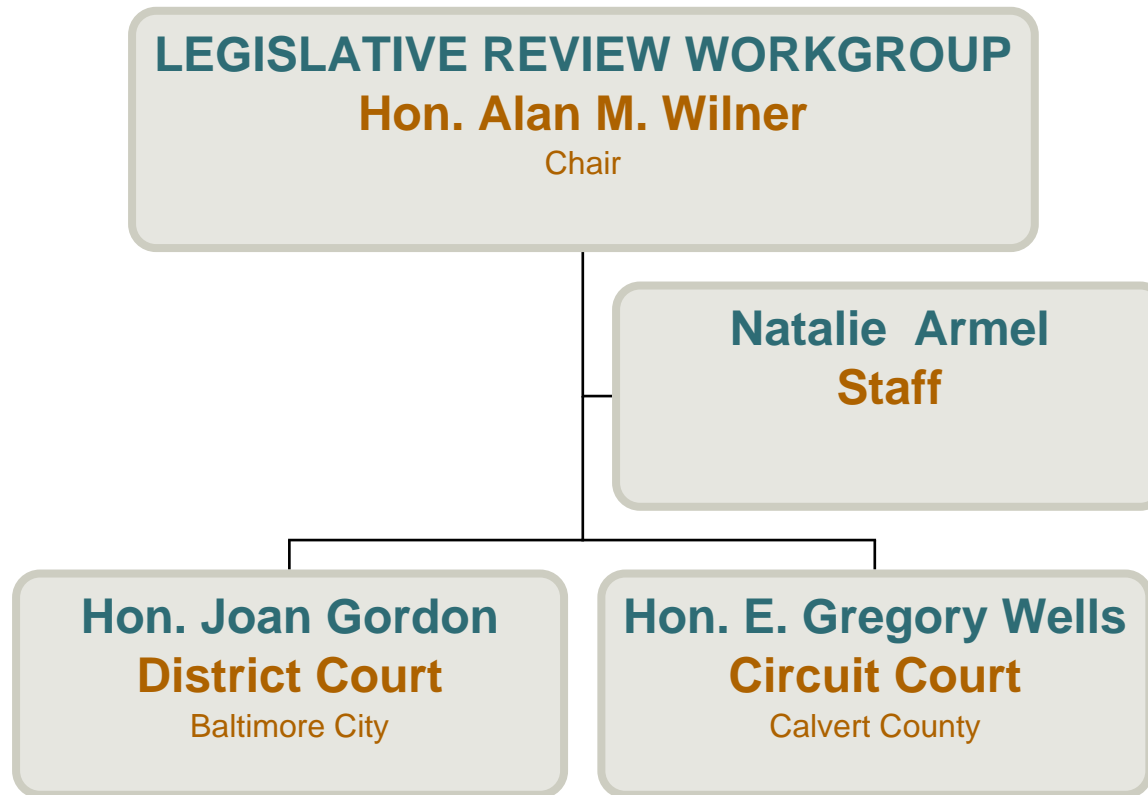 LEGISLATIVE REVIEW WORKGROUP
Hon. Alan M. Wilner
Chair
Natalie  Armel
Staff
Hon. Joan Gordon
District Court
Baltimore City
Hon. E. Gregory Wells
Circuit Court
Calvert County